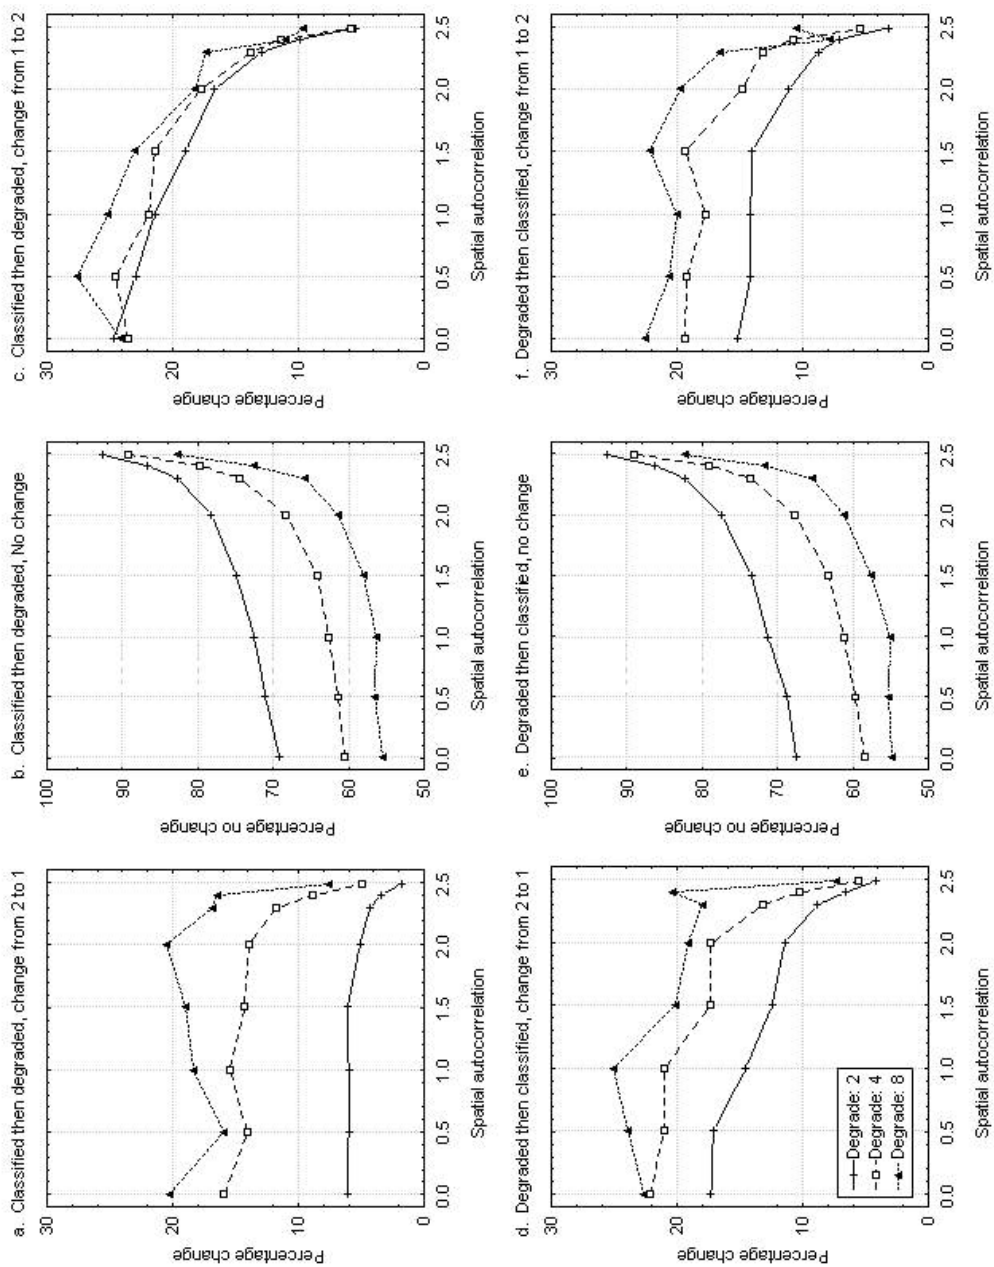 a. Classified then degraded, change from 2 to 1
Percentage change
30
20
10
0
0.0 0.5 1.0 1.5 2.0 2.5
Spatial autocorrelation
b. Classified then degraded, No change
Percentage no change
100
90
80
70
60
50
0.0 0.5 1.0 1.5 2.0 2.5
Spatial autocorrelation
c. Classified then degraded, change from 1 to 2
Percentage change
30
20
10
0
0.0 0.5 1.0 1.5 2.0 2.5
Spatial autocorrelation
d. Degraded then classified, change from 2 to 1
Percentage change
30
20
10
0
Degrade: 2
Degrade: 4
Degrade: 8
0.0 0.5 1.0 1.5 2.0 2.5
Spatial autocorrelation
e. Degraded then classified, no change
Percentage no change
100
90
80
70
60
50
0.0 0.5 1.0 1.5 2.0 2.5
Spatial autocorrelation
f. Degraded then classified, change from 1 to 2
Percentage change
30
20
10
0
0.0 0.5 1.0 1.5 2.0 2.5
Spatial autocorrelation